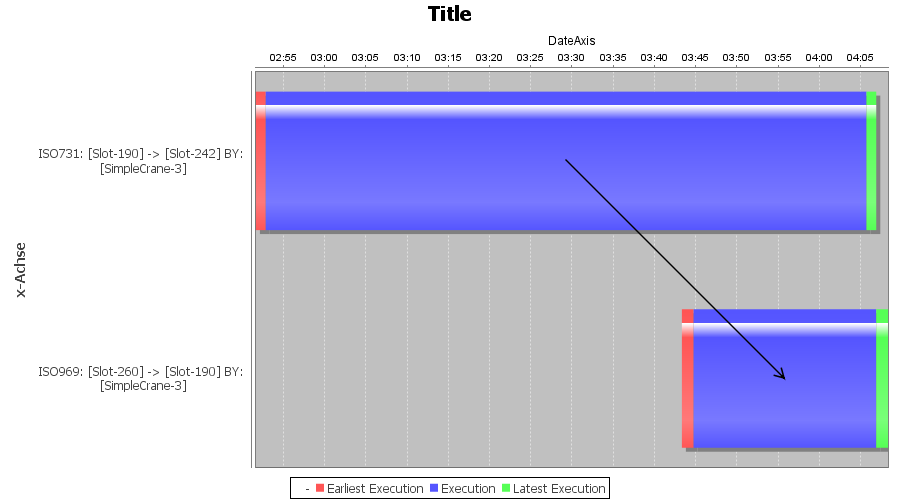 Title
DateAxis
02:55 03:00 03:05 03:10 03:15 03:20 03:25 03:30 03:35 03:40 03:45 03:50 03:55 04:00 04:05
ISO731: [Slot-190] -> [Slot-242] BY:
[SimpleCrane-3]
x-Achse
ISO969: [Slot-260] -> [Slot-190] BY:
[SimpleCrane-3]
- Earliest Execution Execution Latest Execution